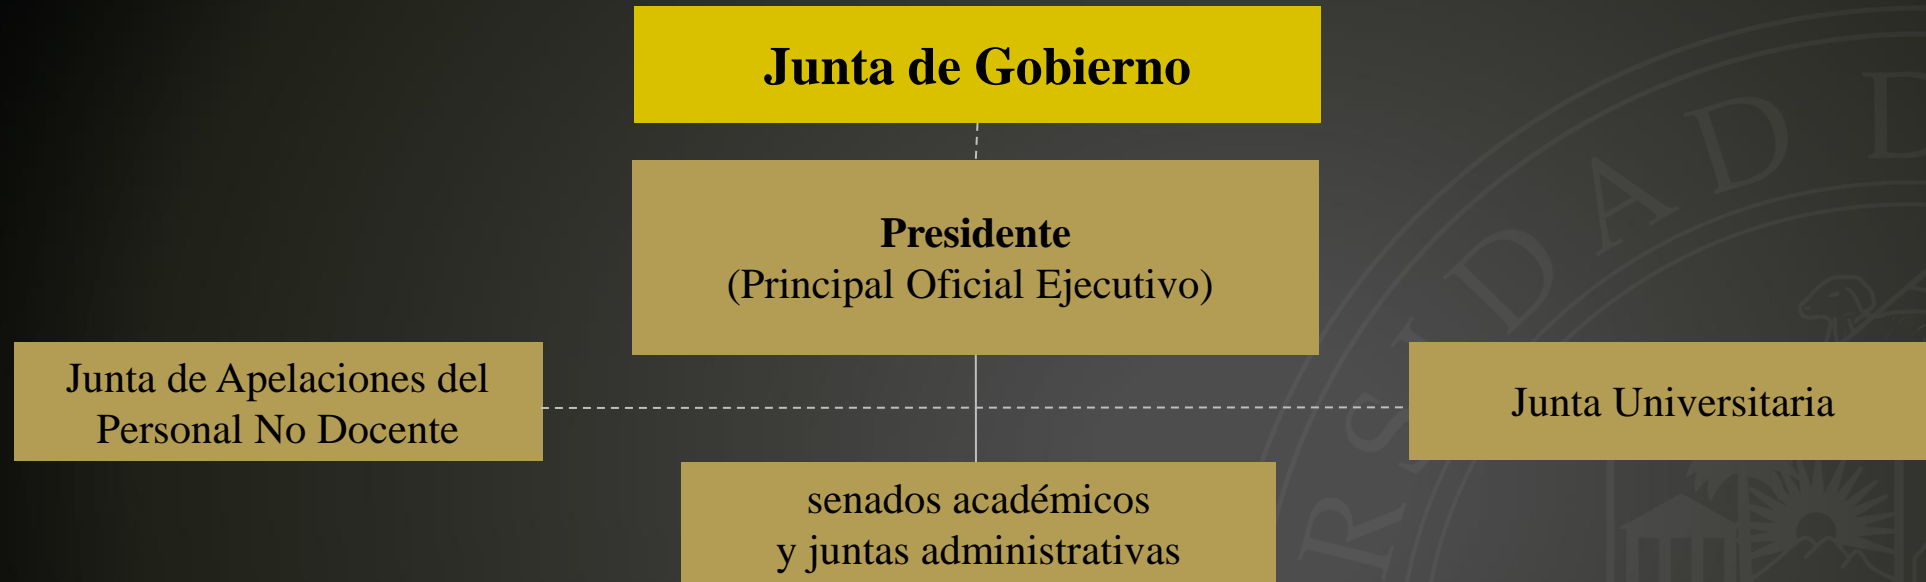 Junta de Gobierno
Presidente
(Principal Oficial Ejecutivo)
Junta de Apelaciones del
Personal No Docente
Junta Universitaria
senados académicos
y juntas administrativas
RSIDAD D